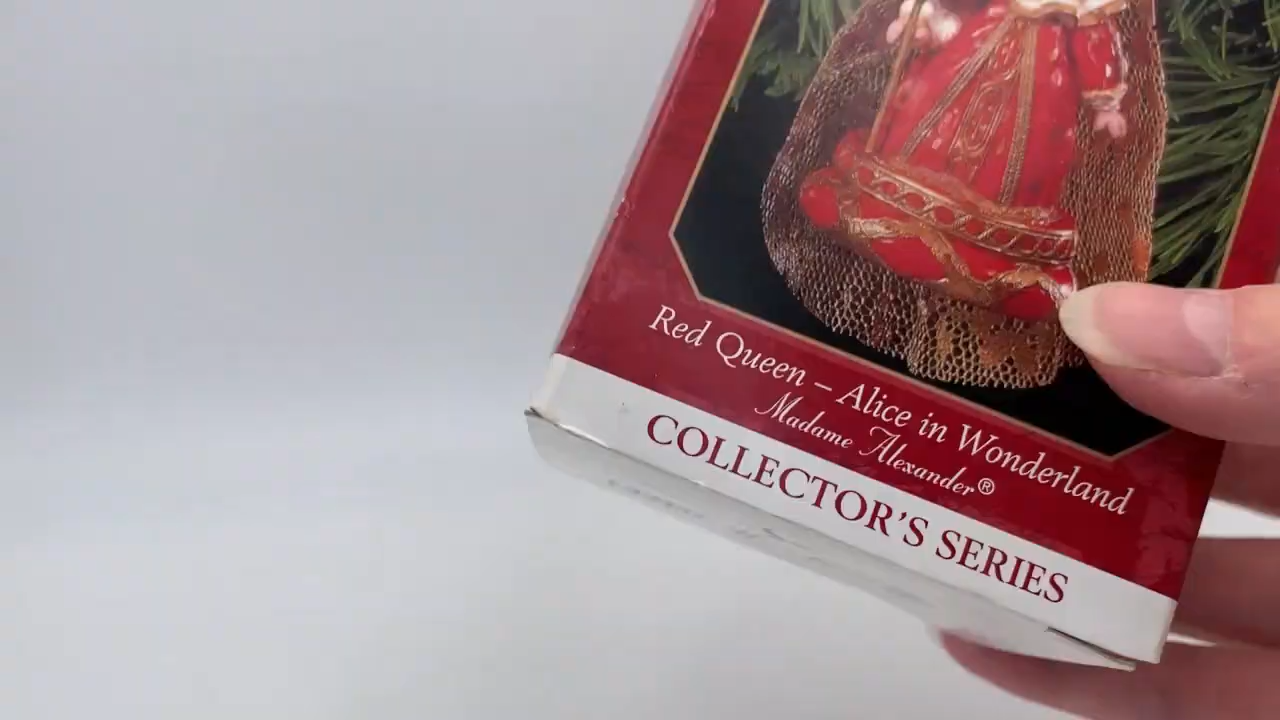 Red Queen – Alice in Wonderland
Madame Alexander®
COLLECTOR'S SERIES